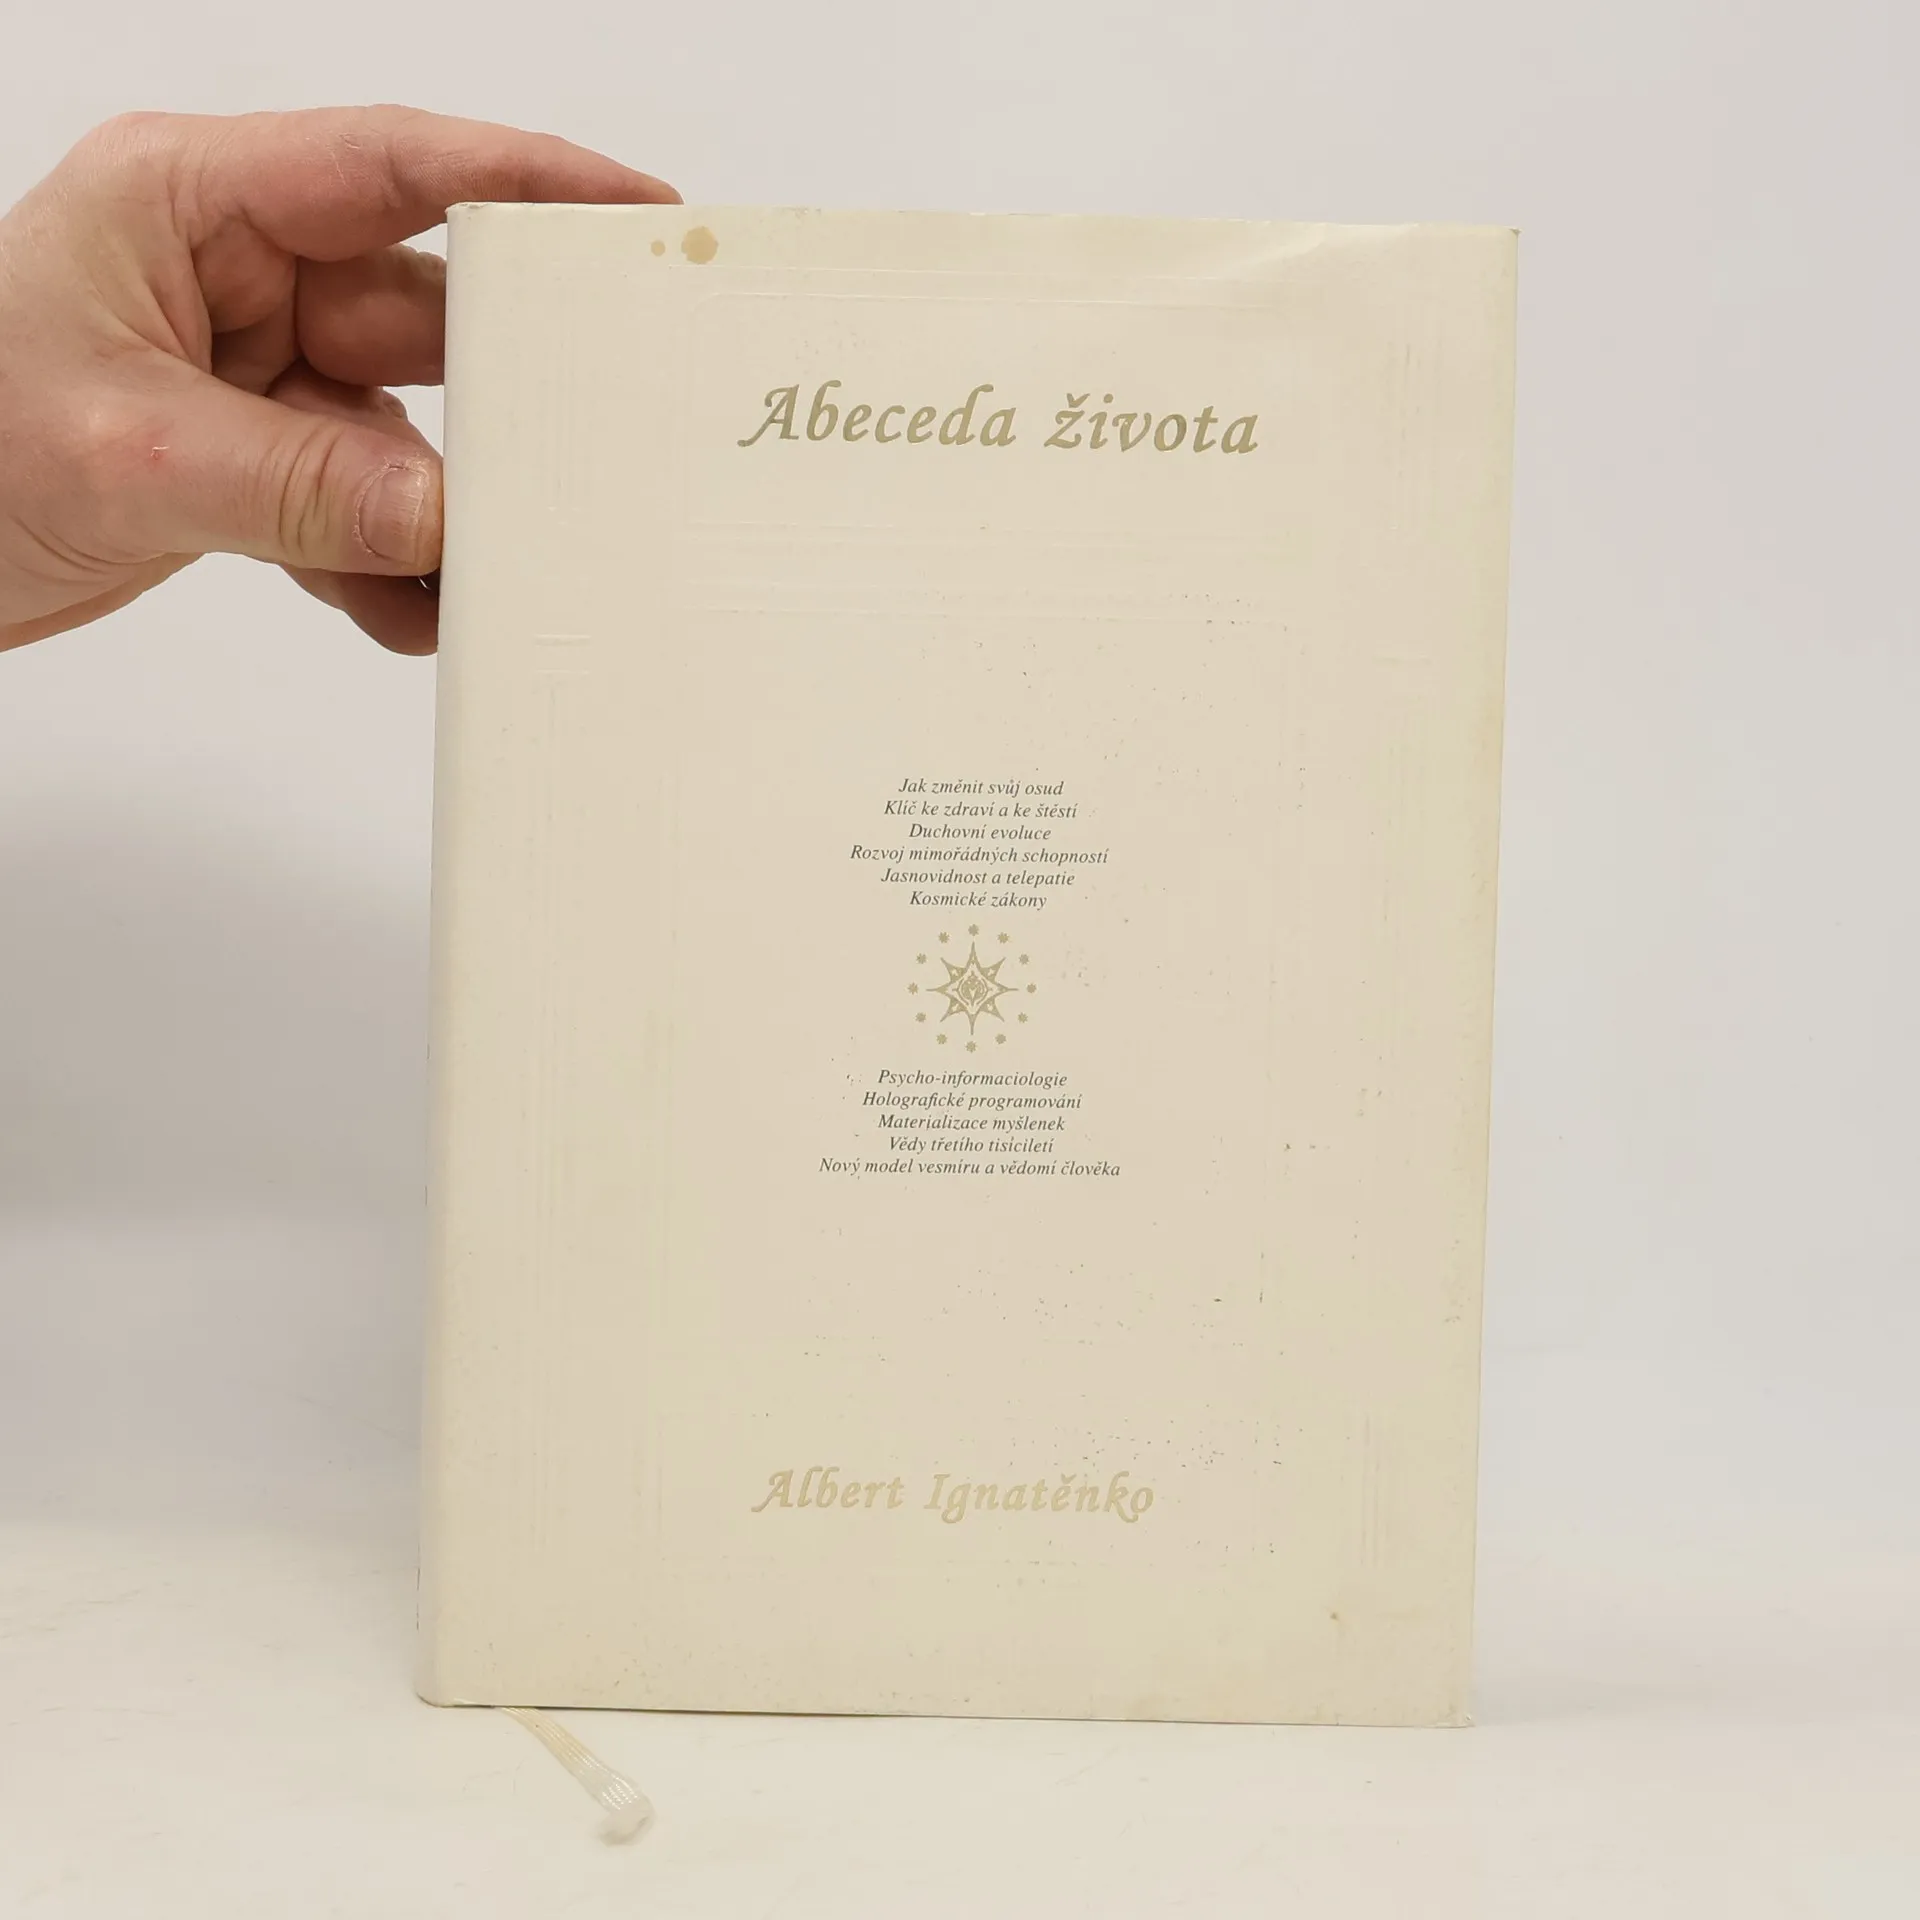 Abeceda života
Jak změnit svůj osud
Klíč ke zdraví a ke štěstí
Duchovní evoluce
Rozvoj mimořádných schopností
Jasnovidnost a telepatie
Kosmické zákony
Psycho-informaciologie
Holografické programování
Materializace myšlenek
Vědy třetího tisíciletí
Nový model vesmíru a vědomí člověka
Albert Ignatěnko